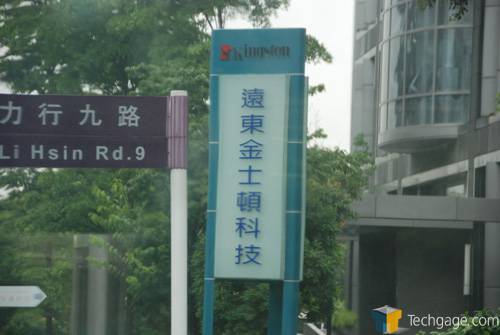 Kingston
遠東金士頓科技
力行九路
Li Hsin Rd.9
Techgage.com